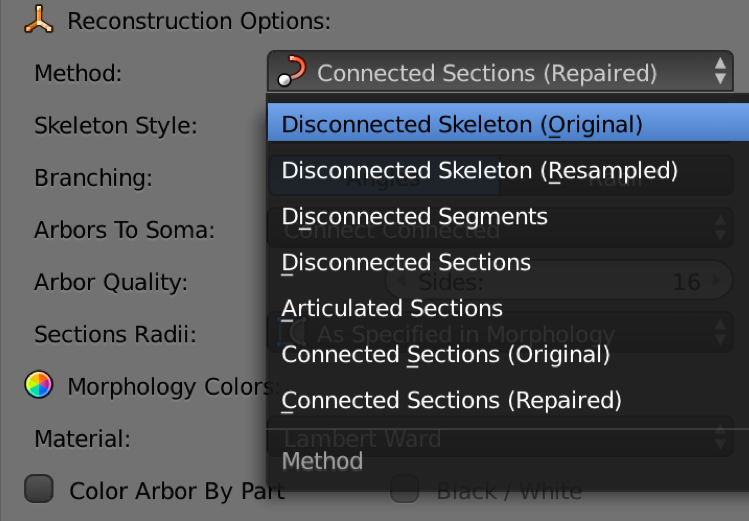 Reconstruction Options:
Method: Connected Sections (Repaired)
Skeleton Style: Disconnected Skeleton (Original)
Disconnected Skeleton (Resampled)
Branching: Angles Radii
Disconnected Segments
Arbors To Soma: Connect Connected
Disconnected Sections
Arbor Quality: Sides: 16
Articulated Sections
Sections Radii: As Specified in Morphology
Connected Sections (Original)
Morphology Colors:
Connected Sections (Repaired)
Material: Lambert Ward
Method
Color Arbor By Part Black / White